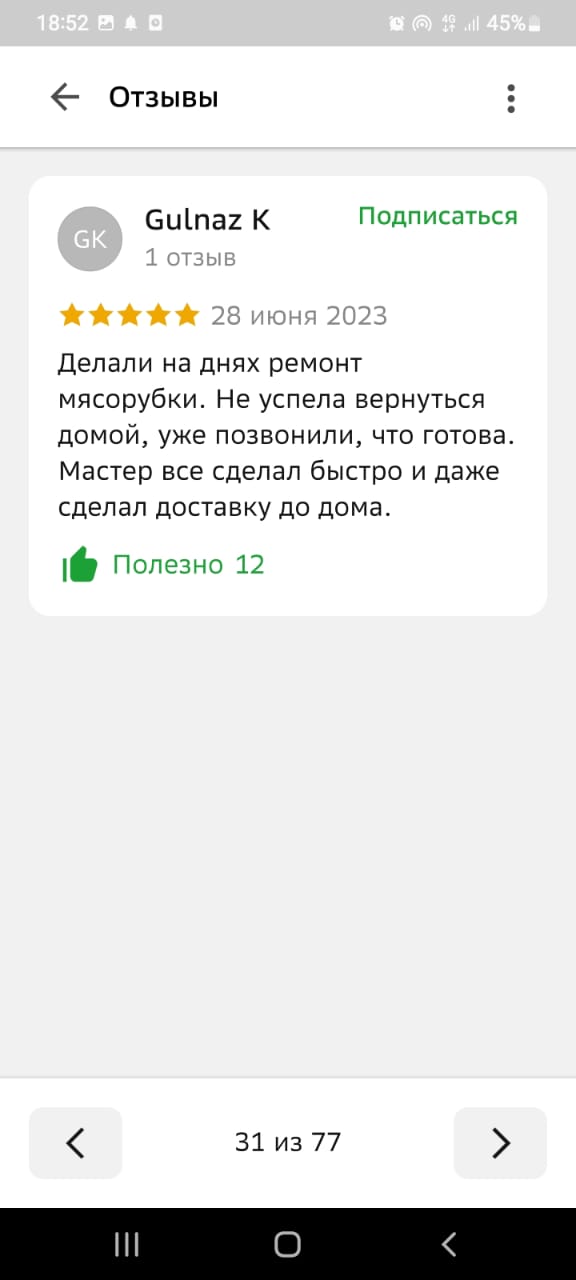 18:52
4G
45%
Отзывы
GK
Gulnaz K
Подписаться
1 отзыв
28 июня 2023
Делали на днях ремонт
мясорубки. Не успела вернуться
домой, уже позвонили, что готова.
Мастер все сделал быстро и даже
сделал доставку до дома.
Полезно 12
31 из 77